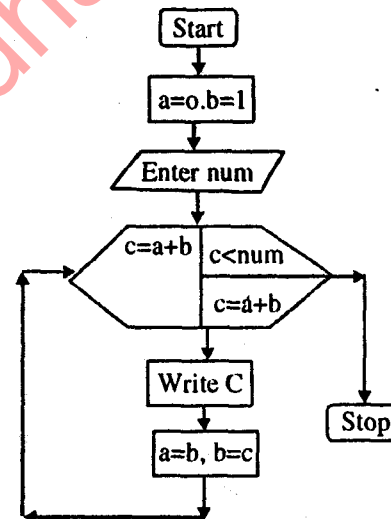 Start
a=o.b=1
Enter num
c=a+b
c<num
c=a+b
Write C
Stop
a=b, b=c